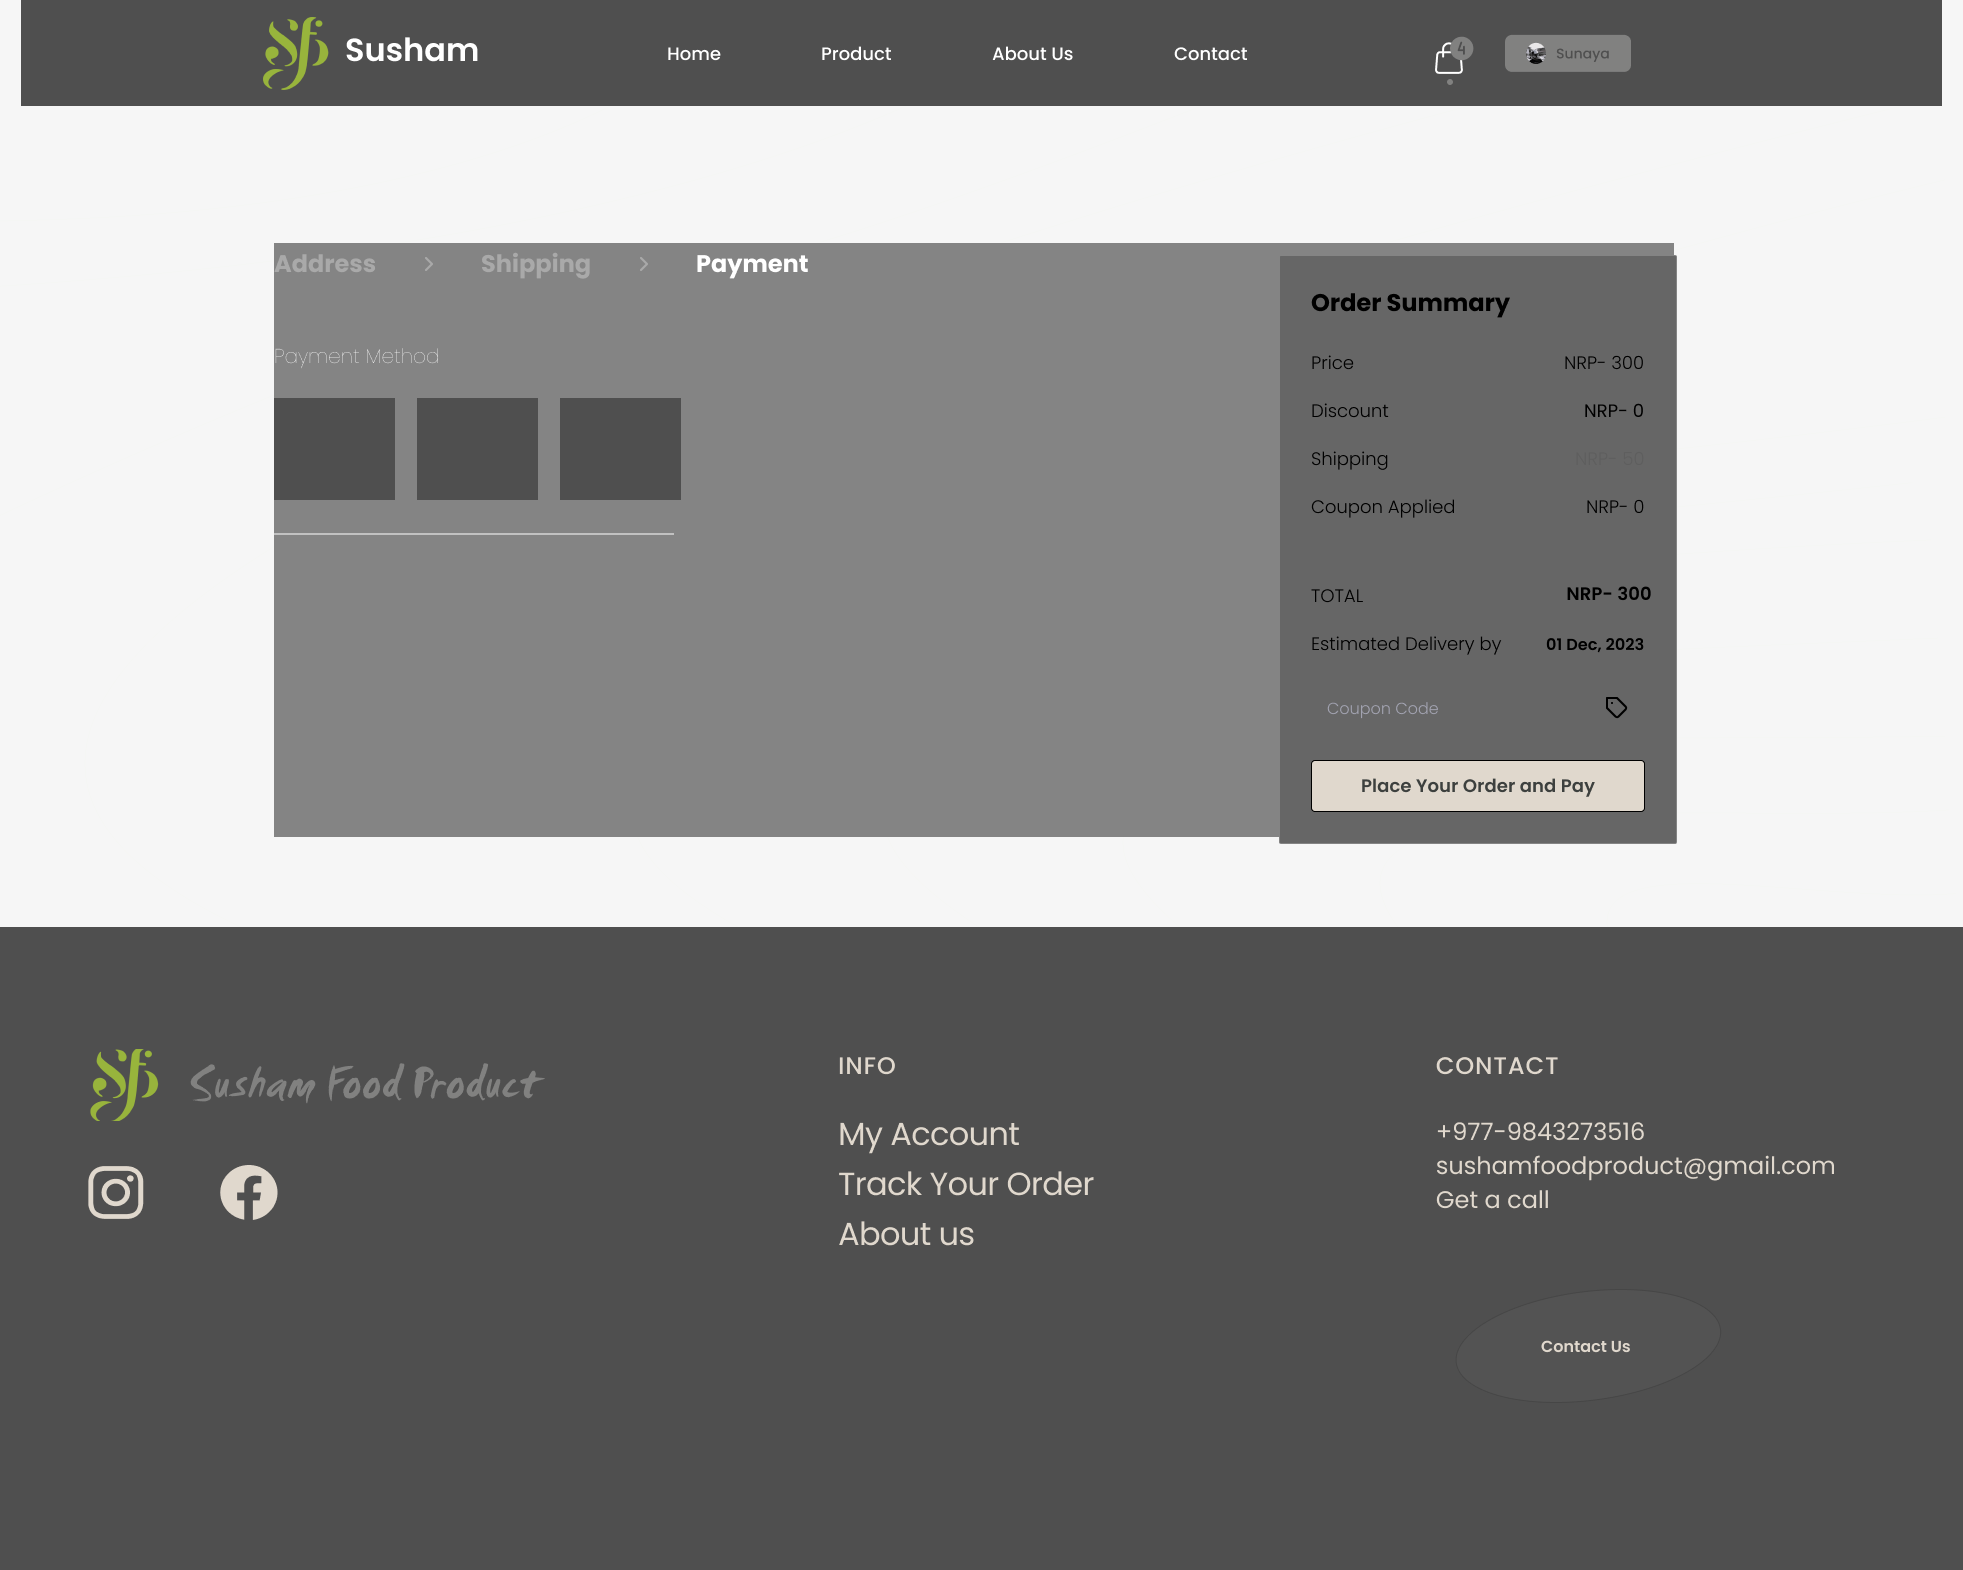 Susham
Home
Product
About Us
Contact
4
Sunaya
Address > Shipping > Payment
Payment Method
Order Summary
Price NRP- 300
Discount NRP- 0
Shipping NRP- 50
Coupon Applied NRP- 0
TOTAL NRP- 300
Estimated Delivery by 01 Dec, 2023
Coupon Code
Place Your Order and Pay
Susham Food Product
INFO
My Account
Track Your Order
About us
CONTACT
+977-9843273516
sushamfoodproduct@gmail.com
Get a call
Contact Us